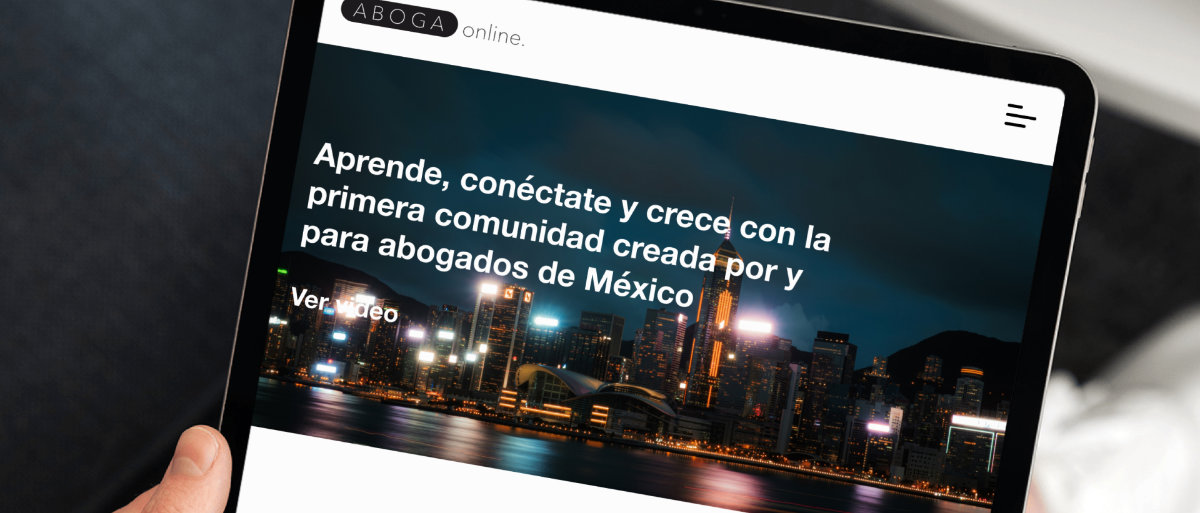 ABOGA online.
Aprende, conéctate y crece con la
primera comunidad creada por y
para abogados de México
Ver video